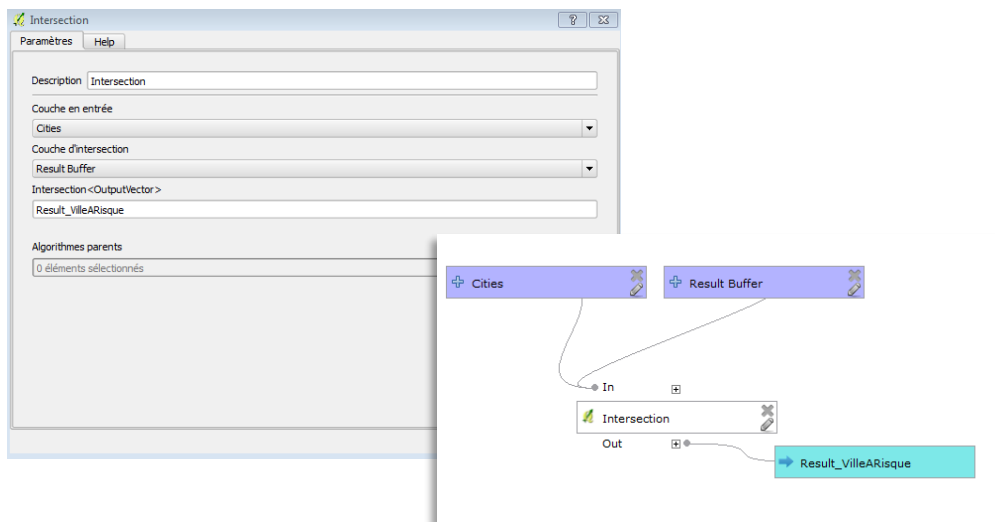 Intersection
Paramètres Help
Description Intersection
Couche en entrée
Cities
Couche d'intersection
Result Buffer
Intersection<OutputVector>
Result_VilleARisque
Algorithmes parents
0 éléments sélectionnés
Cities
Result Buffer
In
Intersection
Out
Result_VilleARisque